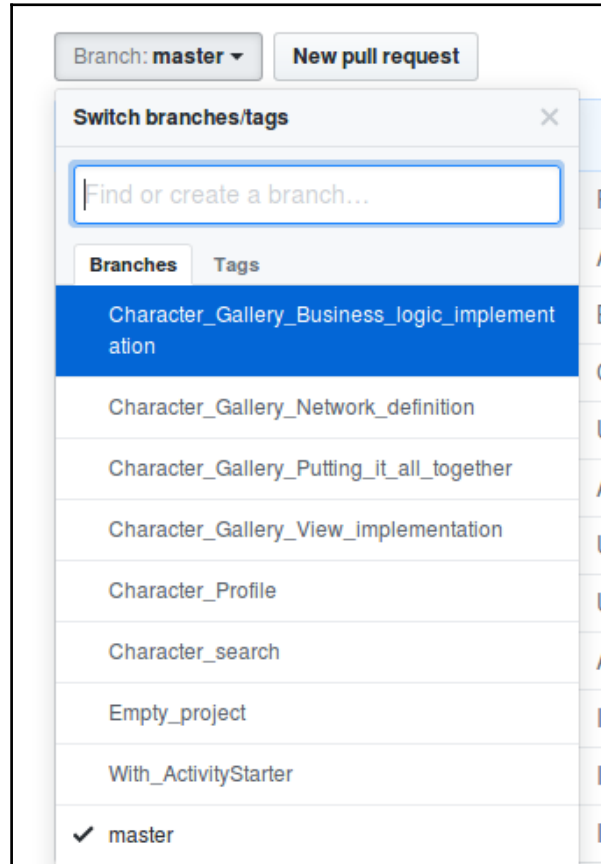 Branch: master New pull request
Switch branches/tags
Find or create a branch...
Branches Tags
Character_Gallery_Business_logic_implement
ation
Character_Gallery_Network_definition
Character_Gallery_Putting_it_all_together
Character_Gallery_View_implementation
Character_Profile
Character_search
Empty_project
With_ActivityStarter
master